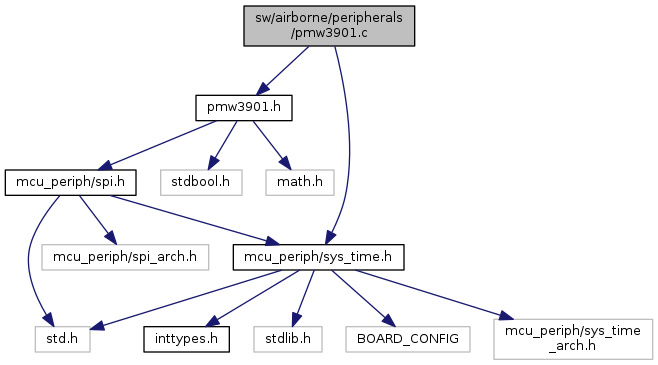 sw/airborne/peripherals
/pmw3901.c
pmw3901.h
mcu_periph/spi.h
stdbool.h
math.h
mcu_periph/spi_arch.h
mcu_periph/sys_time.h
std.h
inttypes.h
stdlib.h
BOARD_CONFIG
mcu_periph/sys_time
_arch.h